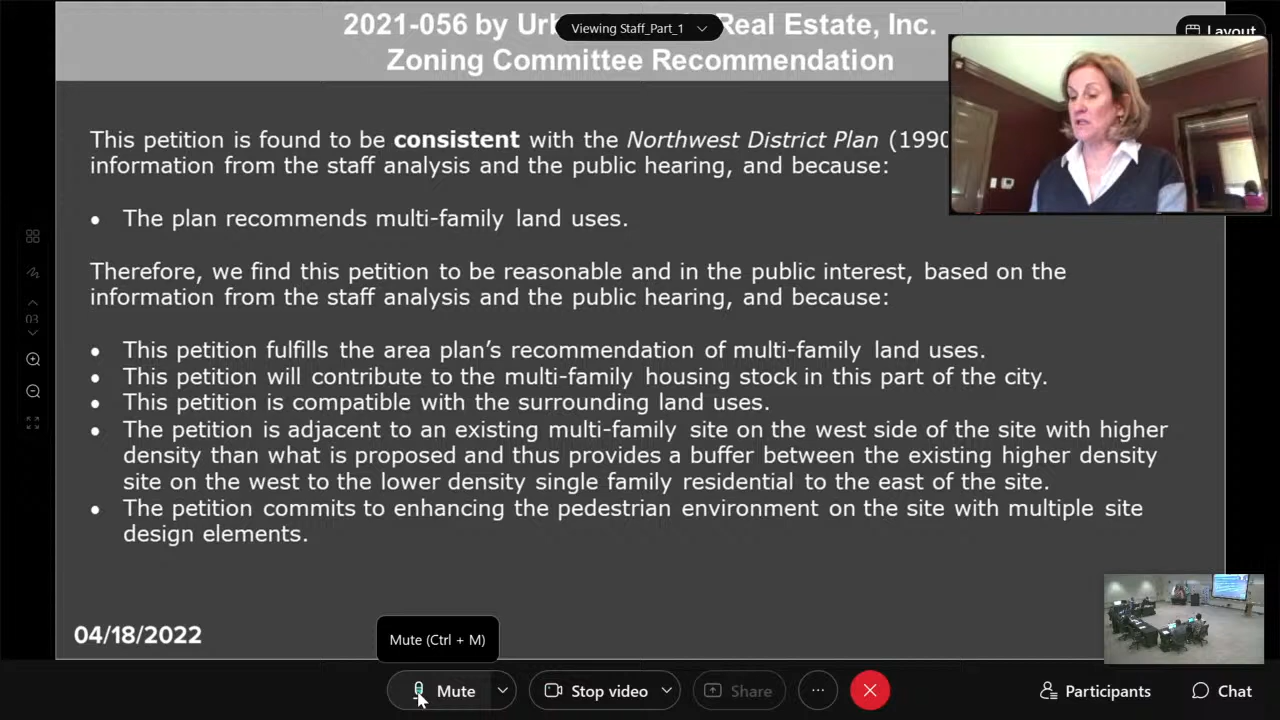 2021-056 by Real Estate, Inc.
Viewing Staff_Part_1
Layout
Zoning Committee Recommendation
This petition is found to be consistent with the Northwest District Plan (1990
information from the staff analysis and the public hearing, and because:
• The plan recommends multi-family land uses.
Therefore, we find this petition to be reasonable and in the public interest, based on the
information from the staff analysis and the public hearing, and because:
• This petition fulfills the area plan's recommendation of multi-family land uses.
• This petition will contribute to the multi-family housing stock in this part of the city.
• This petition is compatible with the surrounding land uses.
• The petition is adjacent to an existing multi-family site on the west side of the site with higher
density than what is proposed and thus provides a buffer between the existing higher density
site on the west to the lower density single family residential to the east of the site.
• The petition commits to enhancing the pedestrian environment on the site with multiple site
design elements.
03
04/18/2022
Mute (Ctrl + M)
Mute
Stop video
Share
Participants
Chat